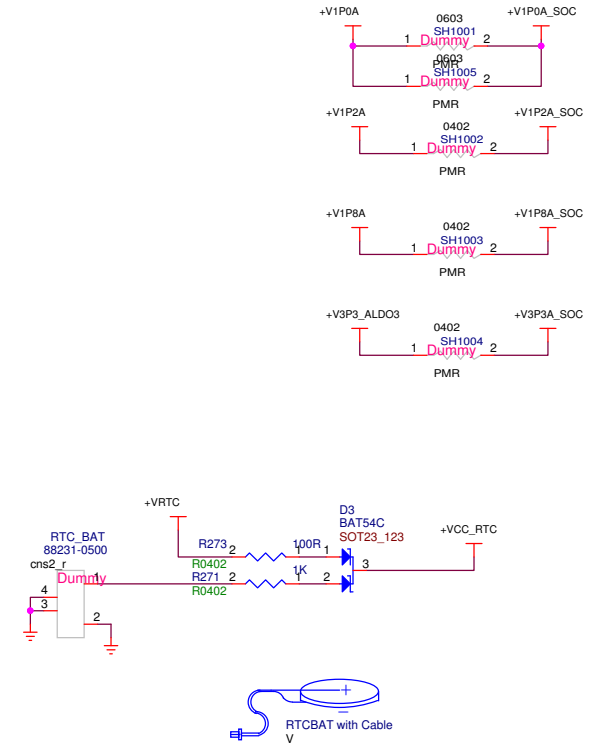 +V1P0A
+V1P0A_SOC
0603
SH1001
1
Dummy
2
PMR
0603
SH1005
1
Dummy
2
PMR
+V1P2A
+V1P2A_SOC
0402
SH1002
1
Dummy
2
PMR
+V1P8A
+V1P8A_SOC
0402
SH1003
1
Dummy
2
PMR
+V3P3_ALDO3
+V3P3A_SOC
0402
SH1004
1
Dummy
2
PMR
+VRTC
D3
BAT54C
SOT23_123
+VCC_RTC
RTC_BAT
88231-0500
cns2_r
Dummy
1
4
3
2
R273
2
100R
1
1
R0402
R271
2
1K
1
2
R0402
3
RTCBAT with Cable
V